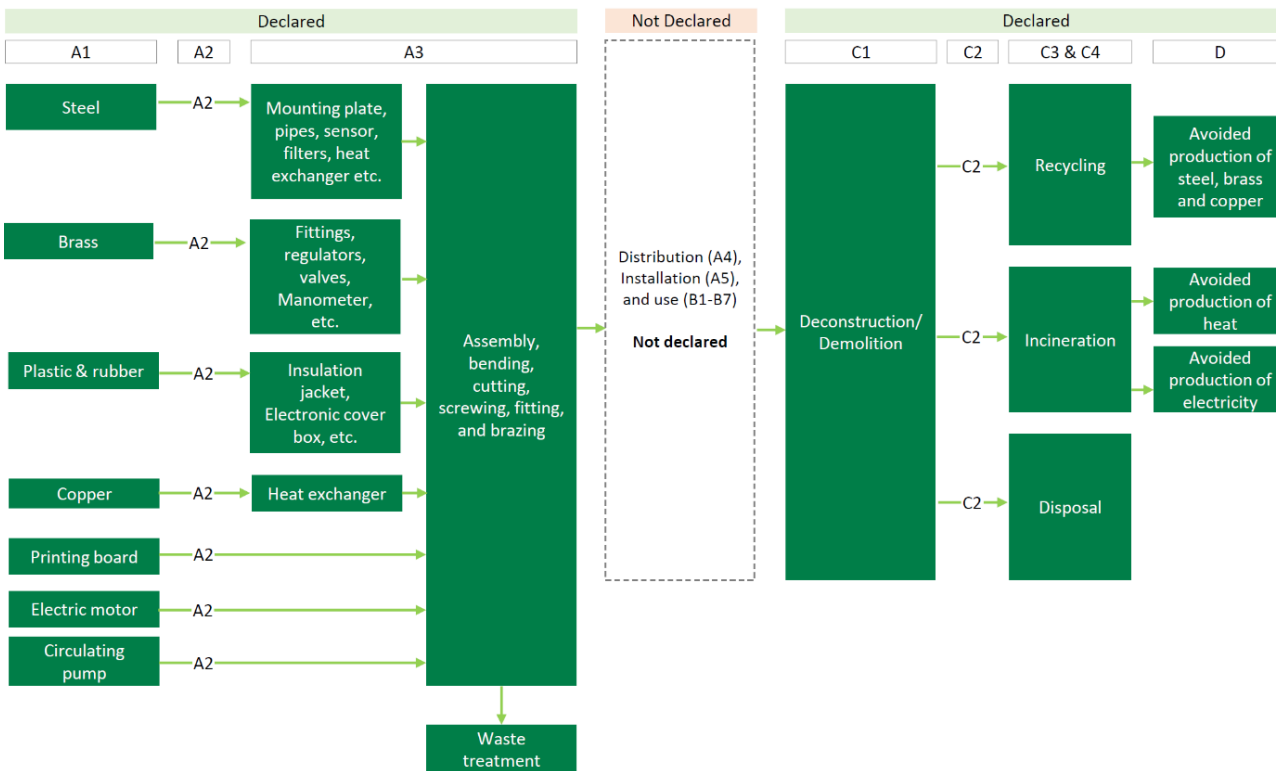 Declared
Not Declared
Declared
A1
A2
A3
C1
C2
C3 & C4
D
Steel
A2
Mounting plate,
pipes, sensor,
filters, heat
exchanger etc.
Brass
A2
Fittings,
regulators,
valves,
Manometer,
etc.
Plastic & rubber
A2
Insulation
jacket,
Electronic cover
box, etc.
Copper
A2
Heat exchanger
Printing board
A2
Electric motor
A2
Circulating
pump
A2
Assembly,
bending,
cutting,
screwing, fitting,
and brazing
Waste
treatment
Distribution (A4),
Installation (A5),
and use (B1-B7)
Not declared
Deconstruction/
Demolition
C2
Recycling
Avoided
production of
steel, brass
and copper
C2
Incineration
Avoided
production of
heat
Avoided
production of
electricity
C2
Disposal